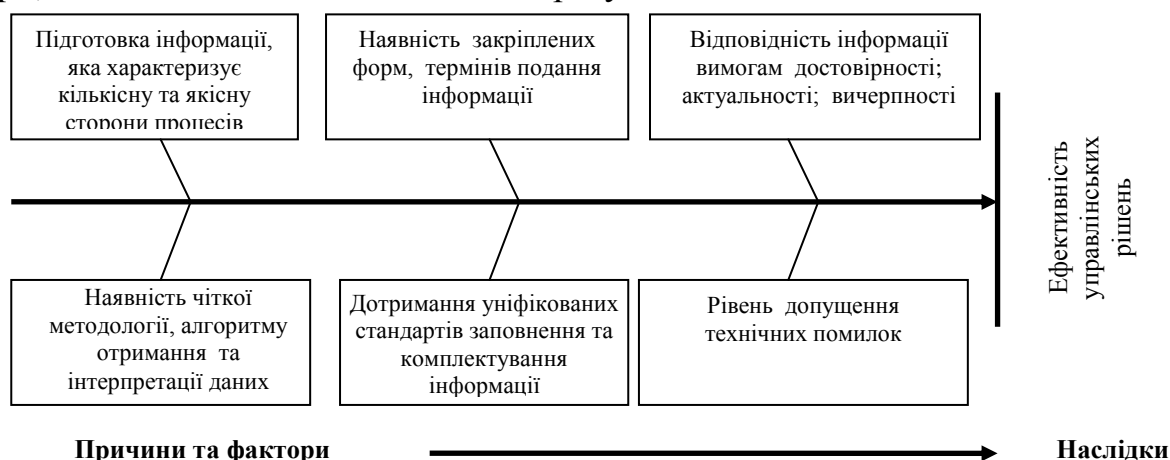 Підготовка інформації,
яка характеризує
кількісну та якісну
сторони процесів
Наявність закріплених
форм, термінів подання
інформації
Відповідність інформації
вимогам достовірності;
актуальності; вичерпності
Ефективність
управлінських
рішень
Наявність чіткої
методології, алгоритму
отримання та
інтерпретації даних
Дотримання уніфікованих
стандартів заповнення та
комплектування
інформації
Рівень допущення
технічних помилок
Причини та фактори
Наслідки